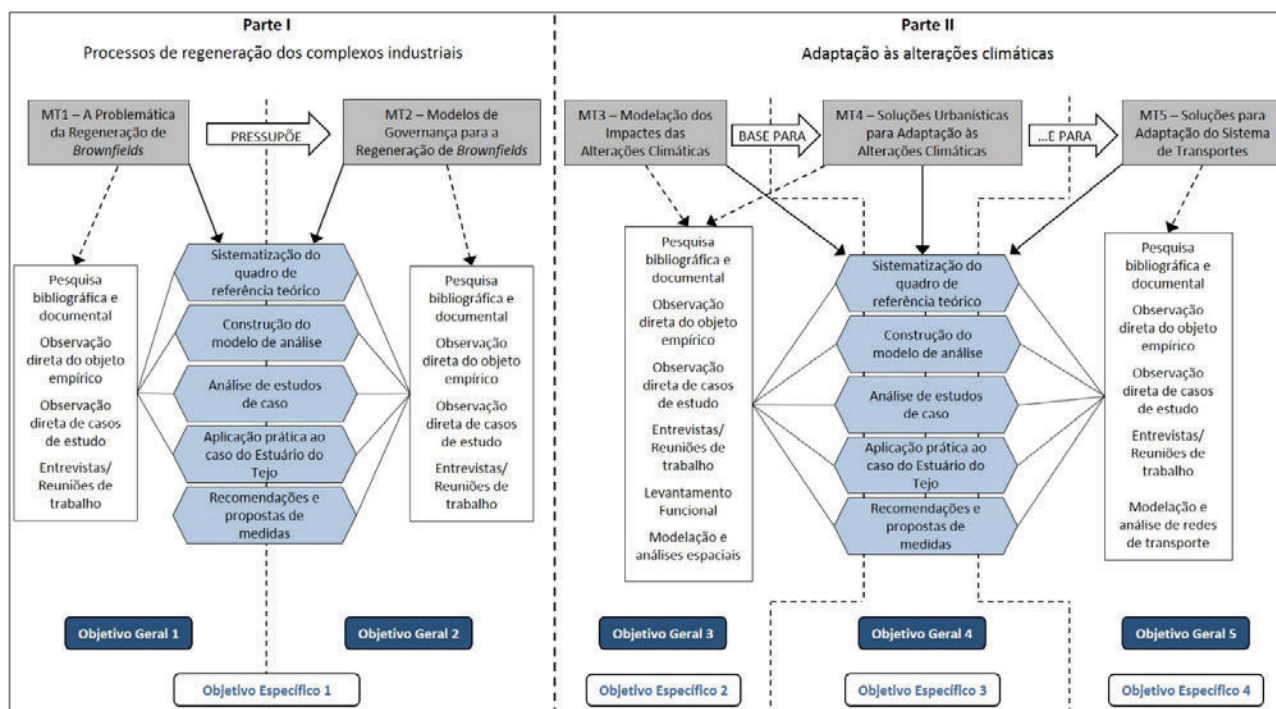 Parte I
Processos de regeneração dos complexos industriais
MT1 – A Problemática
da Regeneração de
Brownfields
PRESSUPÕE
MT2 – Modelos de
Governança para a
Regeneração de Brownfields
Pesquisa
bibliográfica e
documental
Observação
direta do objeto
empírico
Observação
direta de casos
de estudo
Entrevistas/
Reuniões de
trabalho
Sistematização do
quadro de
referência teórico
Construção do
modelo de análise
Análise de estudos
de caso
Aplicação prática ao
caso do Estuário do
Tejo
Recomendações e
propostas de
medidas
Pesquisa
bibliográfica e
documental
Observação
direta do objeto
empírico
Observação
direta de casos
de estudo
Entrevistas/
Reuniões de
trabalho
Objetivo Geral 1
Objetivo Geral 2
Objetivo Específico 1
Parte II
Adaptação às alterações climáticas
MT3 – Modelação dos
Impactes das
Alterações Climáticas
BASE PARA
MT4 – Soluções Urbanísticas
para Adaptação às
Alterações Climáticas
...E PARA
MT5 – Soluções para
Adaptação do Sistema
de Transportes
Pesquisa
bibliográfica e
documental
Observação
direta do objeto
empírico
Observação
direta de casos
de estudo
Entrevistas/
Reuniões de
trabalho
Levantamento
Funcional
Modelação e
análises espaciais
Sistematização do
quadro de
referência teórico
Construção do
modelo de análise
Análise de estudos
de caso
Aplicação prática ao
caso do Estuário do
Tejo
Recomendações e
propostas de
medidas
Pesquisa
bibliográfica e
documental
Observação
direta do objeto
empírico
Observação
direta de casos
de estudo
Entrevistas/
Reuniões de
trabalho
Modelação e
análise de redes
de transporte
Objetivo Geral 3
Objetivo Geral 4
Objetivo Geral 5
Objetivo Específico 2
Objetivo Específico 3
Objetivo Específico 4